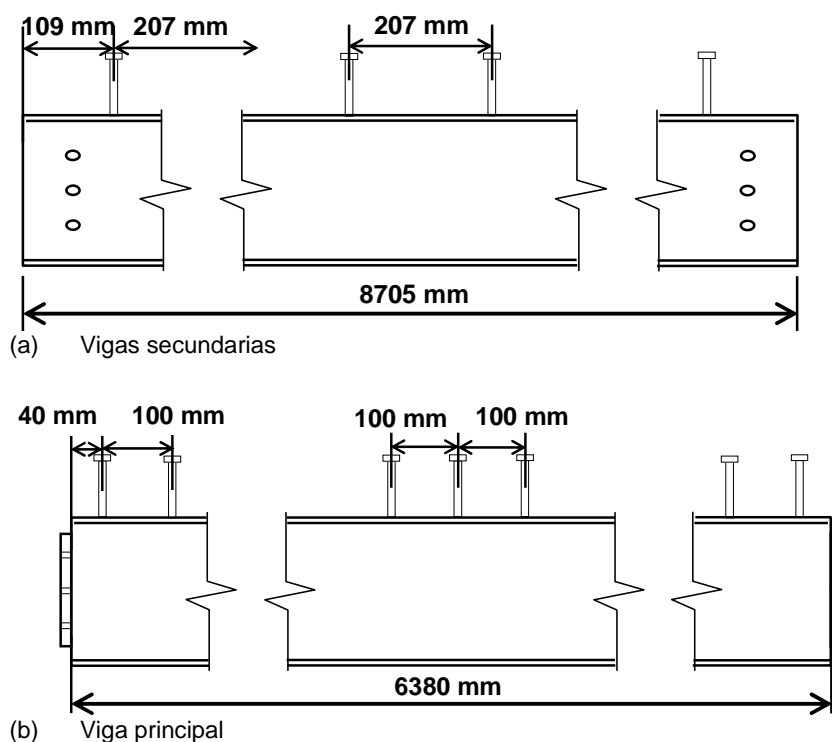 109 mm 207 mm 207 mm
8705 mm
(a) Vigas secundarias
40 mm 100 mm 100 mm 100 mm
6380 mm
(b) Viga principal